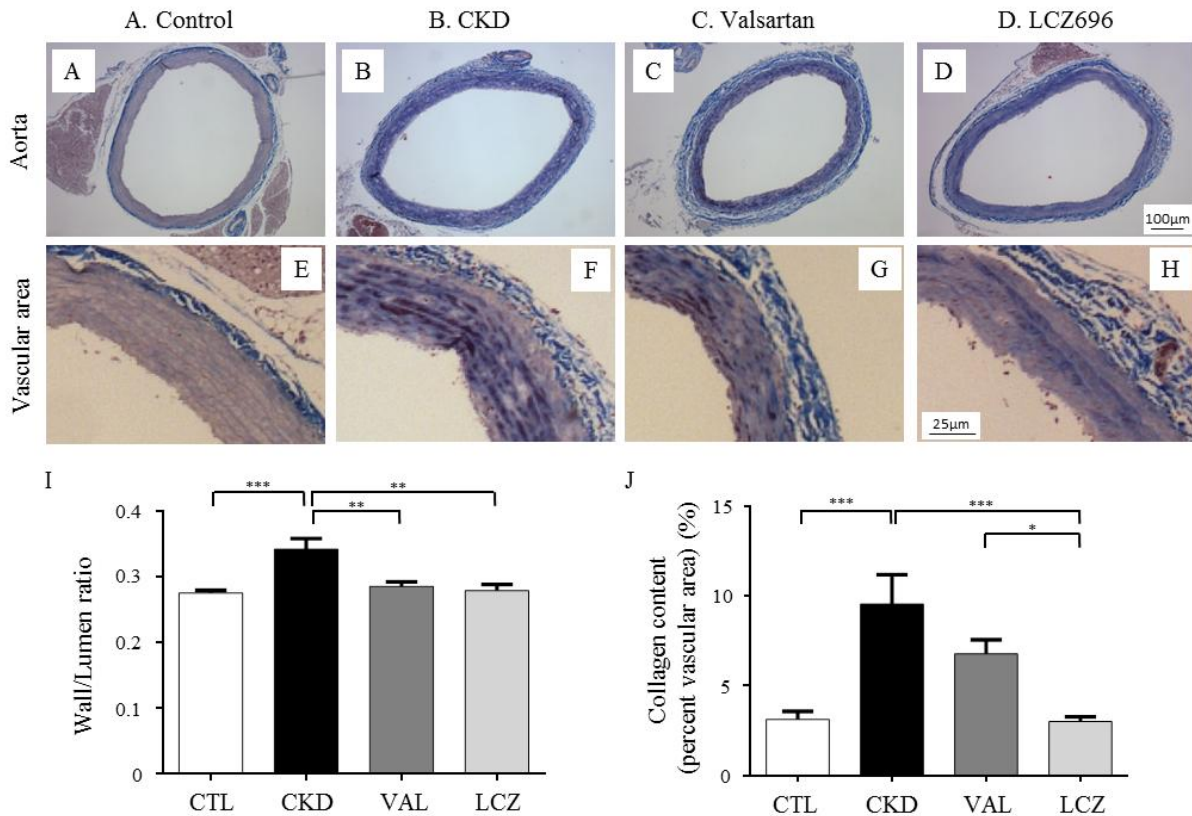 A. Control
B. CKD
C. Valsartan
D. LCZ696
Aorta
A
B
C
D
100μm
Vascular area
E
F
G
H
25μm
I
***
**
**
0.4
0.3
0.2
0.1
0
Wall/Lumen ratio
CTL
CKD
VAL
LCZ
J
***
***
*
15
10
5
0
Collagen content
(percent vascular area) (%)
CTL
CKD
VAL
LCZ